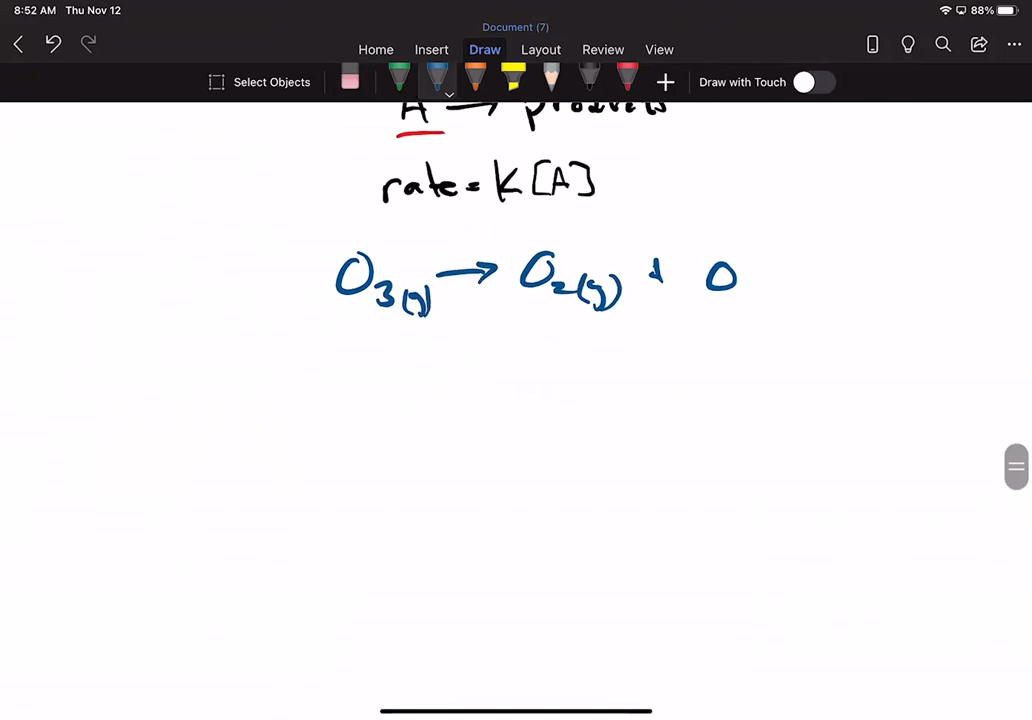 8:52 AM Thu Nov 12
88%
Document (7)
Home Insert Draw Layout Review View
Select Objects
Draw with Touch
A → products
rate = K [A]
O₃(g) → O₂(g) + O